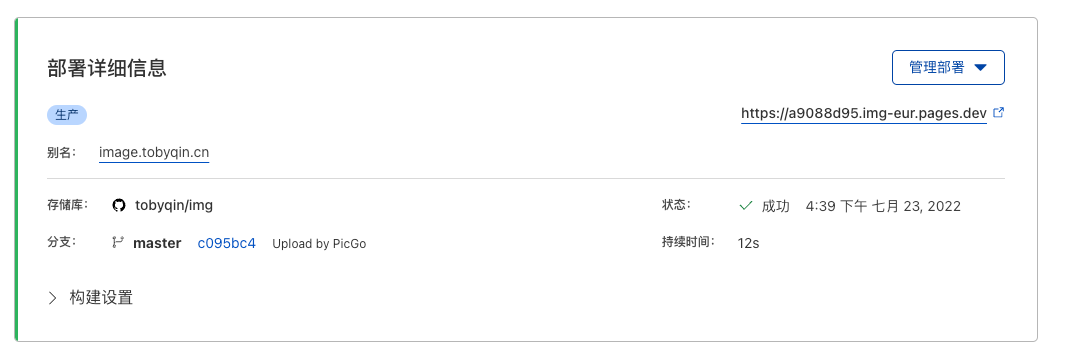 部署详细信息
管理部署
生产
https://a9088d95.img-eur.pages.dev
别名： image.tobyqin.cn
存储库： tobyqin/img
状态： 成功 4:39 下午 七月 23, 2022
分支： master c095bc4 Upload by PicGo
持续时间： 12s
构建设置